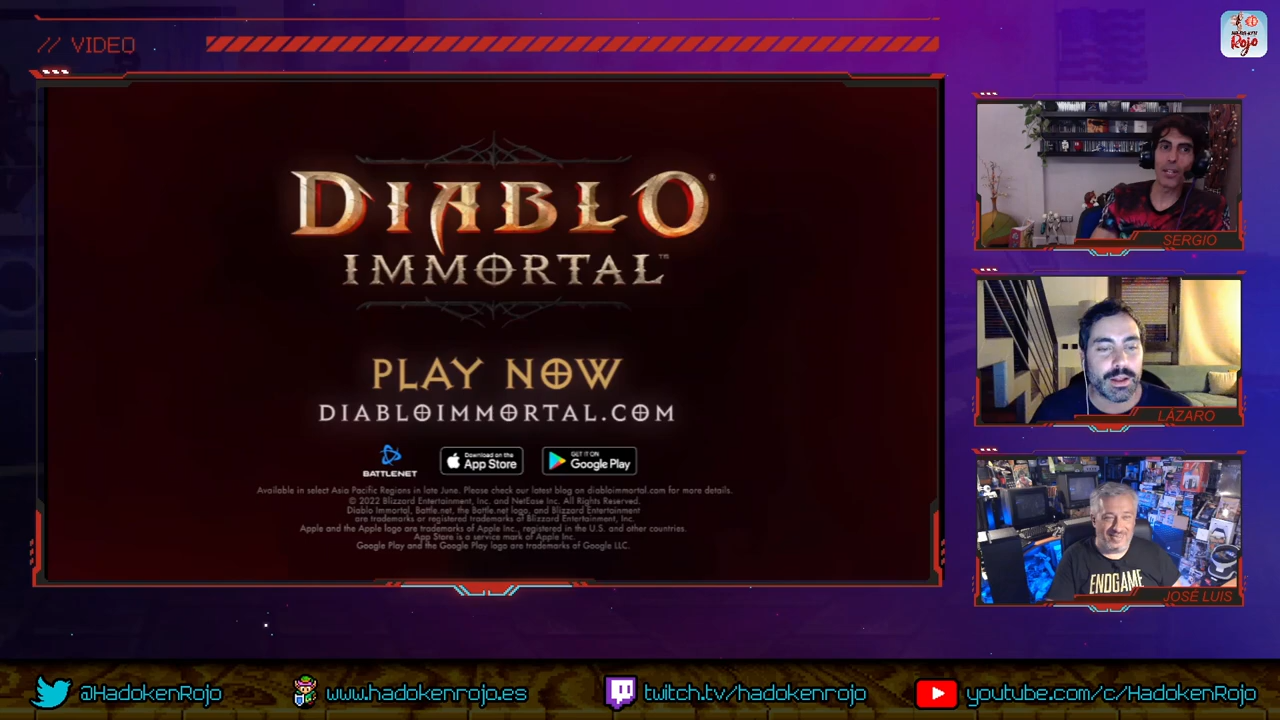 // VIDEO
HADOKEN
Rojo
DIABLO®
IMMORTAL™
PLAY NOW
DIABLOIMMORTAL.COM
BATTLENET
Download on the
App Store
GET IT ON
Google Play
Available in select Asia Pacific Regions in late June. Please check our latest blog on diabloimmortal.com for more details.
© 2022 Blizzard Entertainment, Inc. and NetEase Inc. All Rights Reserved.
Diablo Immortal, Battle.net, the Battle.net logo, and Blizzard Entertainment
are trademarks or registered trademarks of Blizzard Entertainment, Inc.
Apple and the Apple logo are trademarks of Apple Inc., registered in the U.S. and other countries.
App Store is a service mark of Apple Inc.
Google Play and the Google Play logo are trademarks of Google LLC.
SERGIO
LÁZARO
ENDGAME
JOSÉ LUIS
@HadokenRojo
www.hadokenrojo.es
twitch.tv/hadokenrojo
youtube.com/c/HadokenRojo